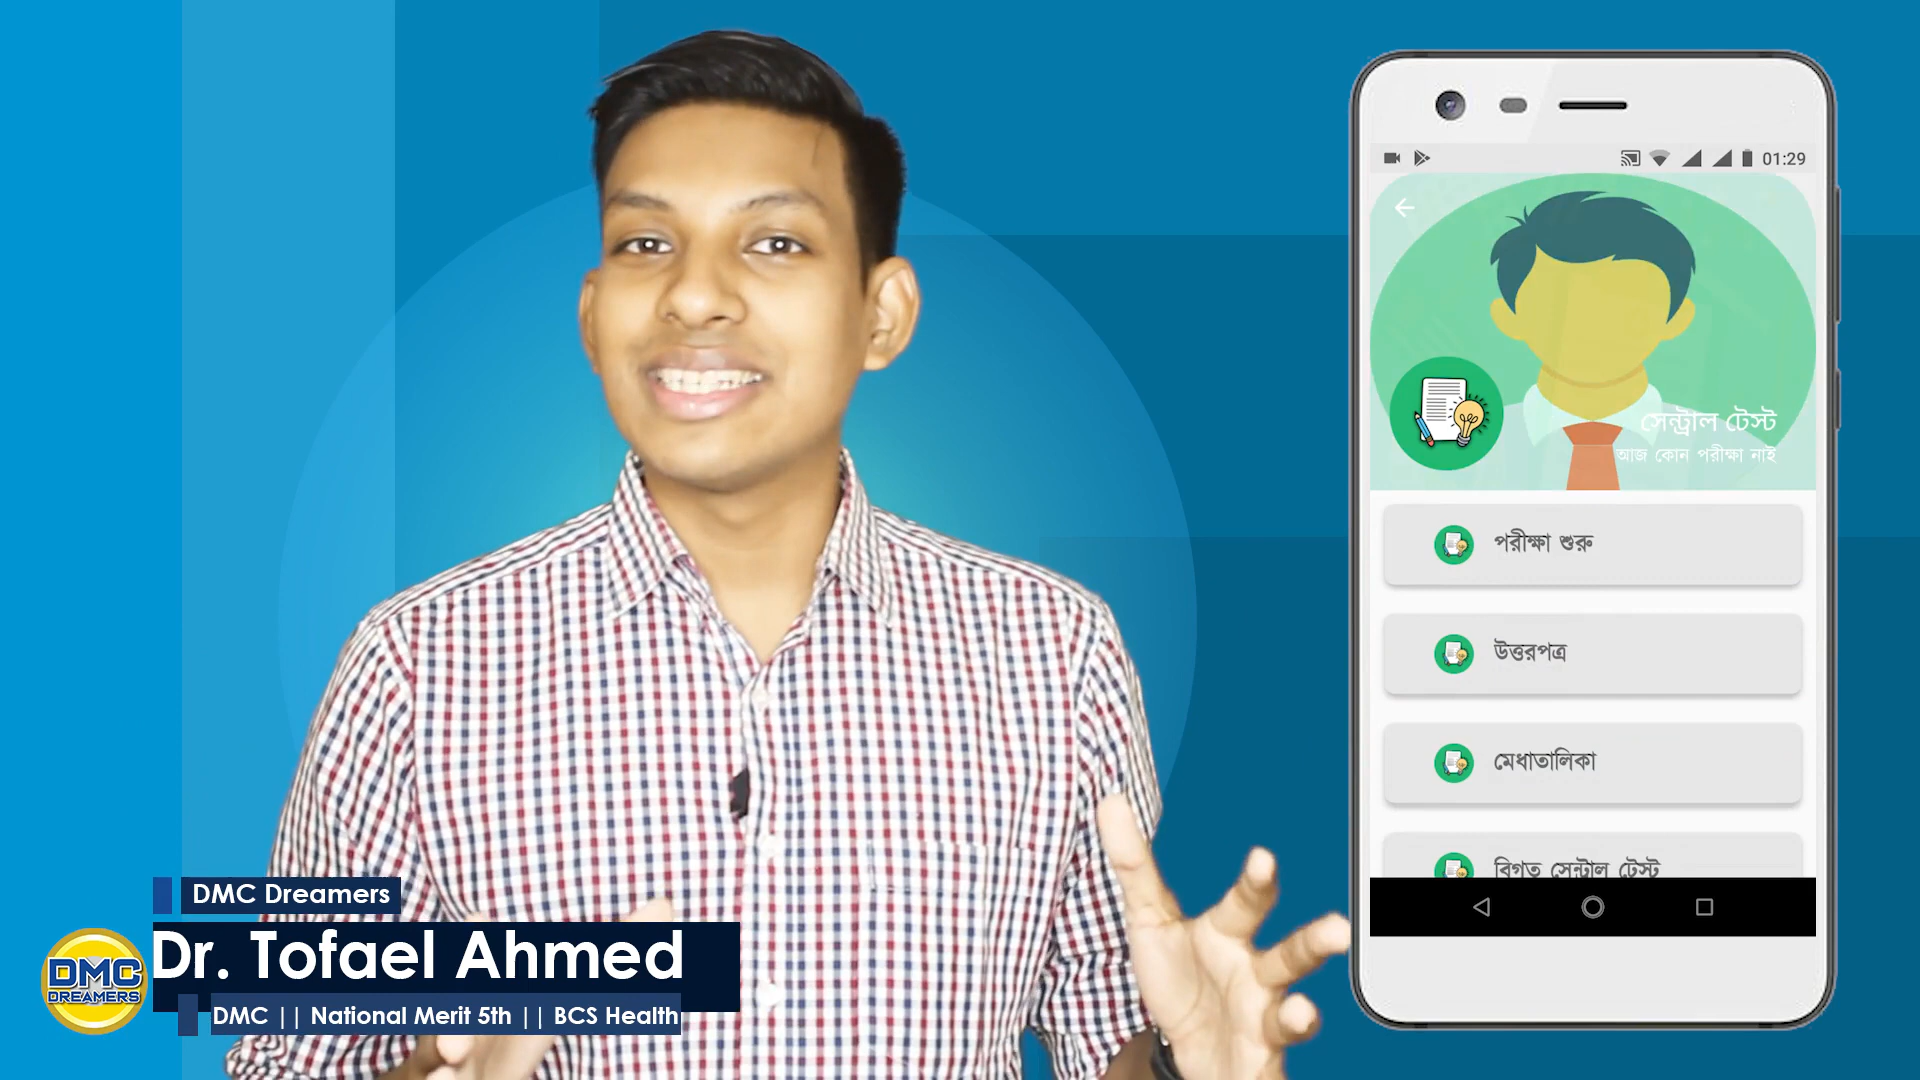 01:29
সেন্ট্রাল টেস্ট
আজ কোন পরীক্ষা নাই
পরীক্ষা শুরু
উত্তরপত্র
মেধাতালিকা
বিগত সেন্ট্রাল টেস্ট
DMC Dreamers
Dr. Tofael Ahmed
DMC || National Merit 5th || BCS Health
DMC
DREAMERS